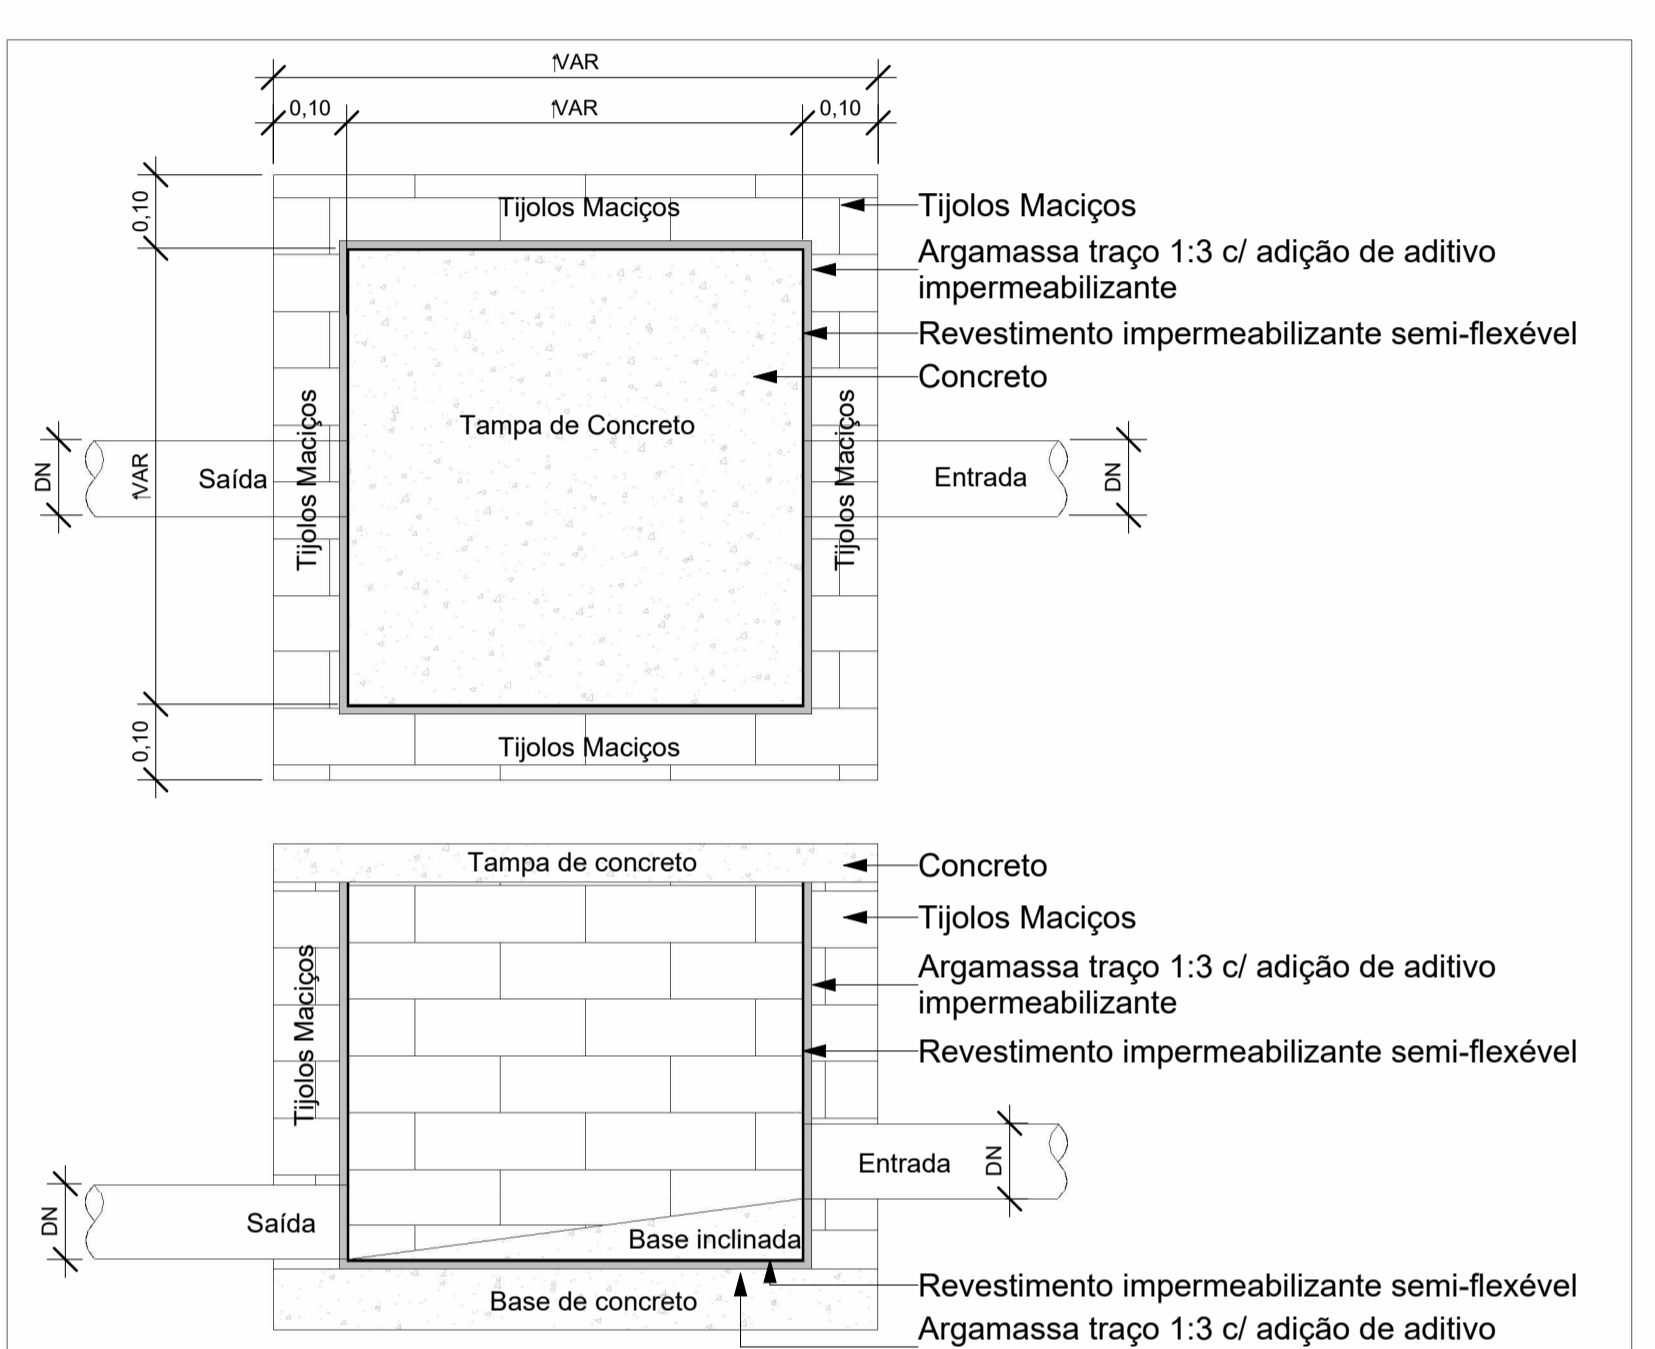 ↑VAR
0,10
↑VAR
0,10
0,10
Tijolos Maciços
Tijolos Maciços
Argamassa traço 1:3 c/ adição de aditivo
impermeabilizante
Revestimento impermeabilizante semi-flexével
Concreto
Tampa de Concreto
Tijolos Maciços
Tijolos Maciços
DN
↑VAR
Saída
Entrada
DN
0,10
Tijolos Maciços
Tampa de concreto
Concreto
Tijolos Maciços
Tijolos Maciços
Argamassa traço 1:3 c/ adição de aditivo
impermeabilizante
Revestimento impermeabilizante semi-flexével
Entrada
DN
DN
Saída
Base inclinada
Base de concreto
Revestimento impermeabilizante semi-flexével
Argamassa traço 1:3 c/ adição de aditivo